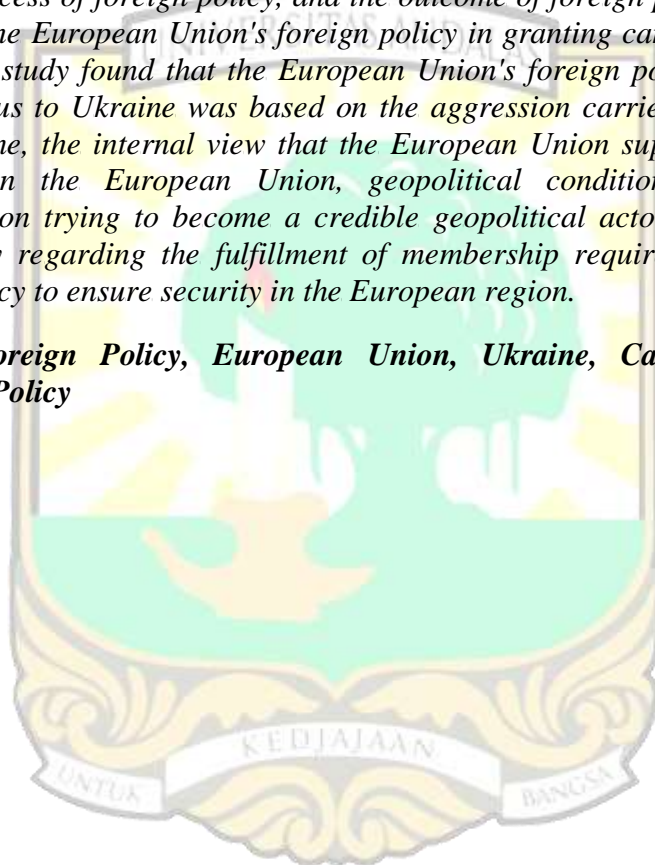 cess of foreign policy, and the outcome of foreign p
he European Union's foreign policy in granting ca
study found that the European Union's foreign po
us to Ukraine was based on the aggression carrie
ne, the internal view that the European Union sup
n the European Union, geopolitical condition
on trying to become a credible geopolitical acto
y regarding the fulfillment of membership requir
cy to ensure security in the European region.
oreign Policy, European Union, Ukraine, Ca
Policy
UNIVERSITAS ANDALAS
KEDJAJAAN
UNTUK
BANGSA